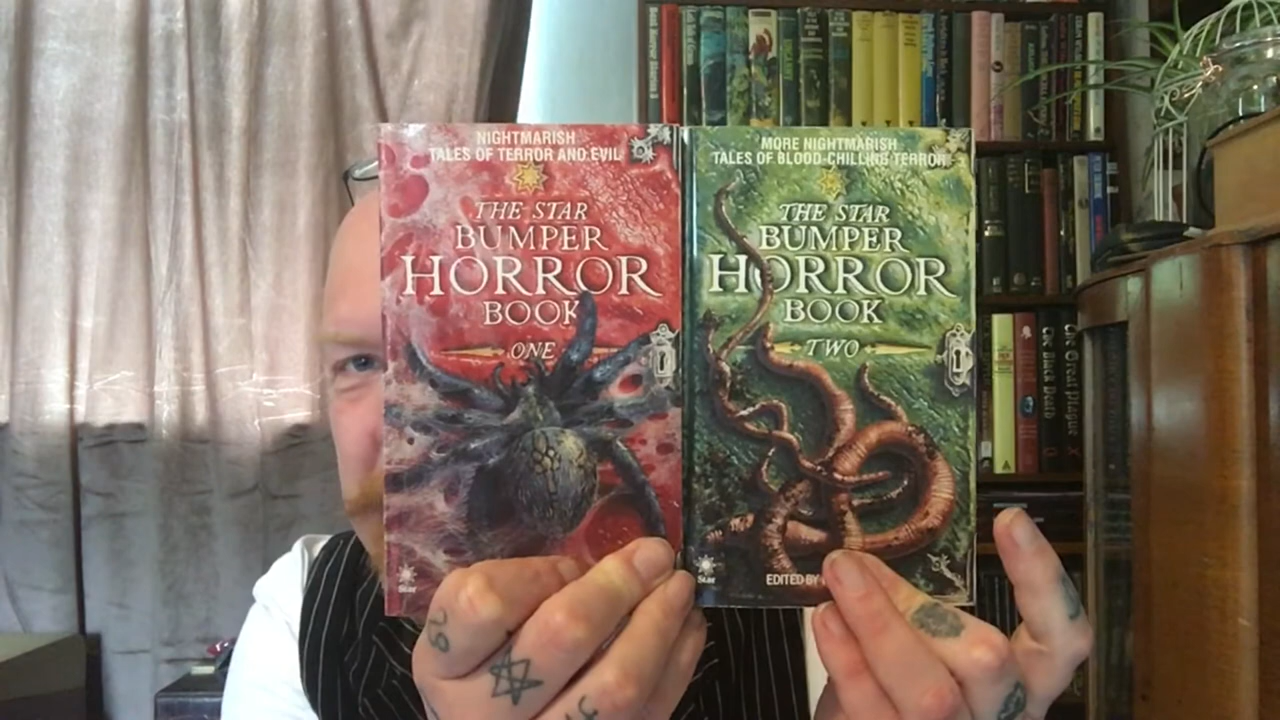 NIGHTMARISH
TALES OF TERROR AND EVIL
THE STAR
BUMPER
HORROR
BOOK
ONE
Star
MORE NIGHTMARISH
TALES OF BLOOD-CHILLING TERROR
THE STAR
BUMPER
HORROR
BOOK
TWO
Star
EDITED BY
The Black Death
The Great Plague